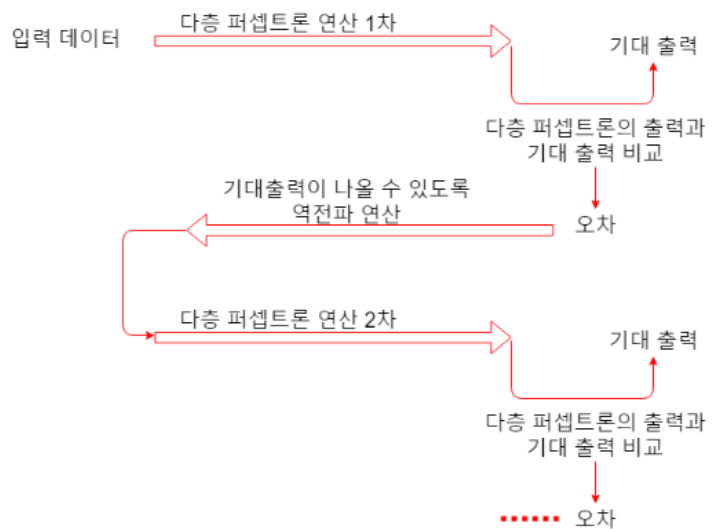 다층 퍼셉트론 연산 1차
입력 데이터
기대 출력
다층 퍼셉트론의 출력과
기대 출력 비교
오차
기대출력이 나올 수 있도록
역전파 연산
다층 퍼셉트론 연산 2차
기대 출력
다층 퍼셉트론의 출력과
기대 출력 비교
오차